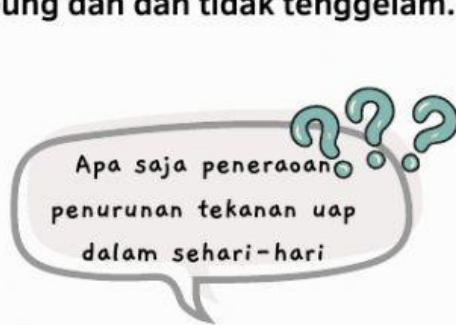 ung dan dan tidak tenggelam.
???
Apa saja peneraoan
penurunan tekanan uap
dalam sehari-hari